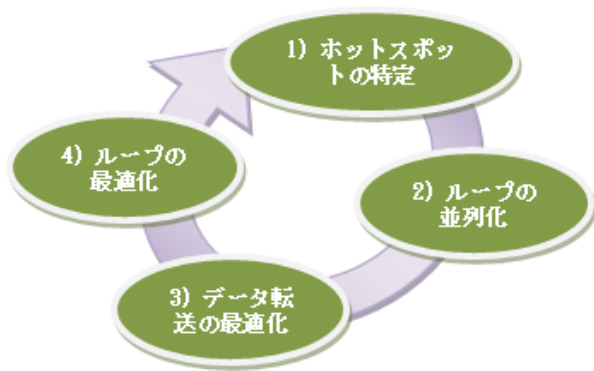 1) ホットスポッ
トの特定
2) ループの
並列化
3) データ転
送の最適化
4) ループの
最適化